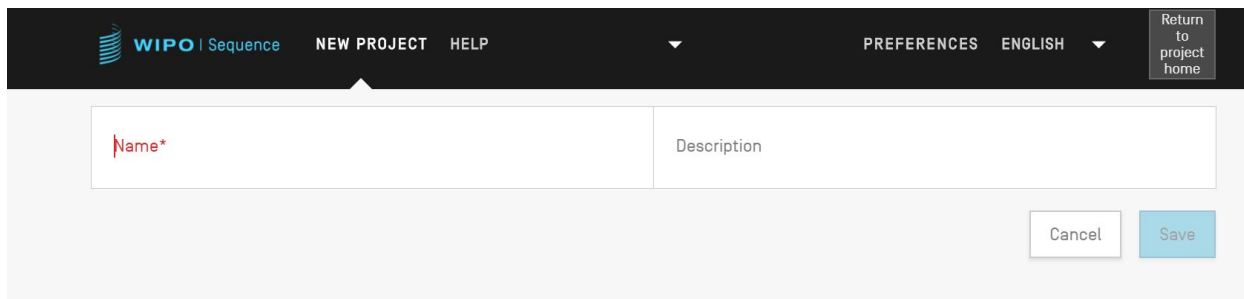 WIPO | Sequence NEW PROJECT HELP PREFERENCES ENGLISH
Return
to
project
home
Name* Description
Cancel Save